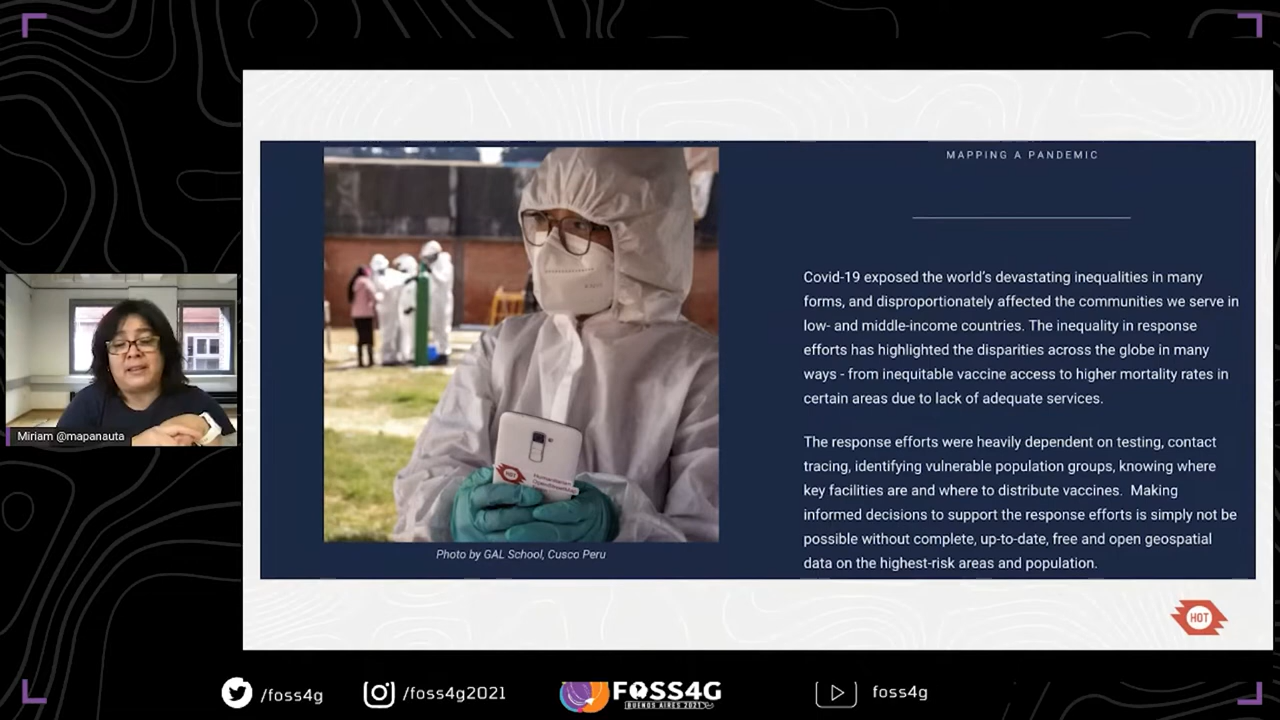 MAPPING A PANDEMIC
Covid-19 exposed the world's devastating inequalities in many
forms, and disproportionately affected the communities we serve in
low- and middle-income countries. The inequality in response
efforts has highlighted the disparities across the globe in many
ways - from inequitable vaccine access to higher mortality rates in
certain areas due to lack of adequate services.
The response efforts were heavily dependent on testing, contact
tracing, identifying vulnerable population groups, knowing where
key facilities are and where to distribute vaccines. Making
informed decisions to support the response efforts is simply not be
possible without complete, up-to-date, free and open geospatial
data on the highest-risk areas and population.
HOT
Humanitarian
Photo by GAL School, Cusco Peru
Miriam @mapanauta
HOT
/foss4g
/foss4g2021
FOSS4G
BUENOS AIRES 2021
foss4g